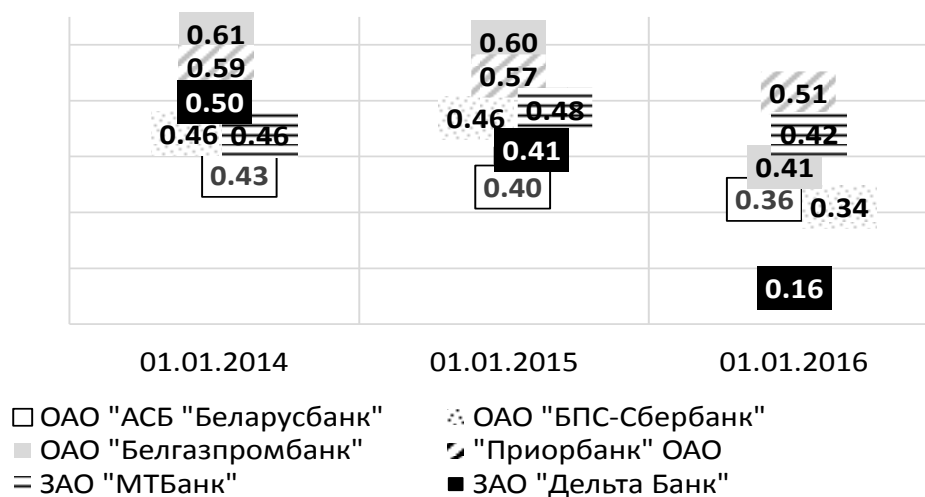 0.61 0.60
0.59 0.57
0.50 0.51
0.46 0.46 0.46 0.48 0.42
0.41 0.41
0.43 0.40 0.36 0.34
0.16
01.01.2014 01.01.2015 01.01.2016
ОАО "АСБ "Беларусбанк" ОАО "БПС-Сбербанк"
ОАО "Белгазпромбанк" "Приорбанк" ОАО
ЗАО "МТБанк" ЗАО "Дельта Банк"